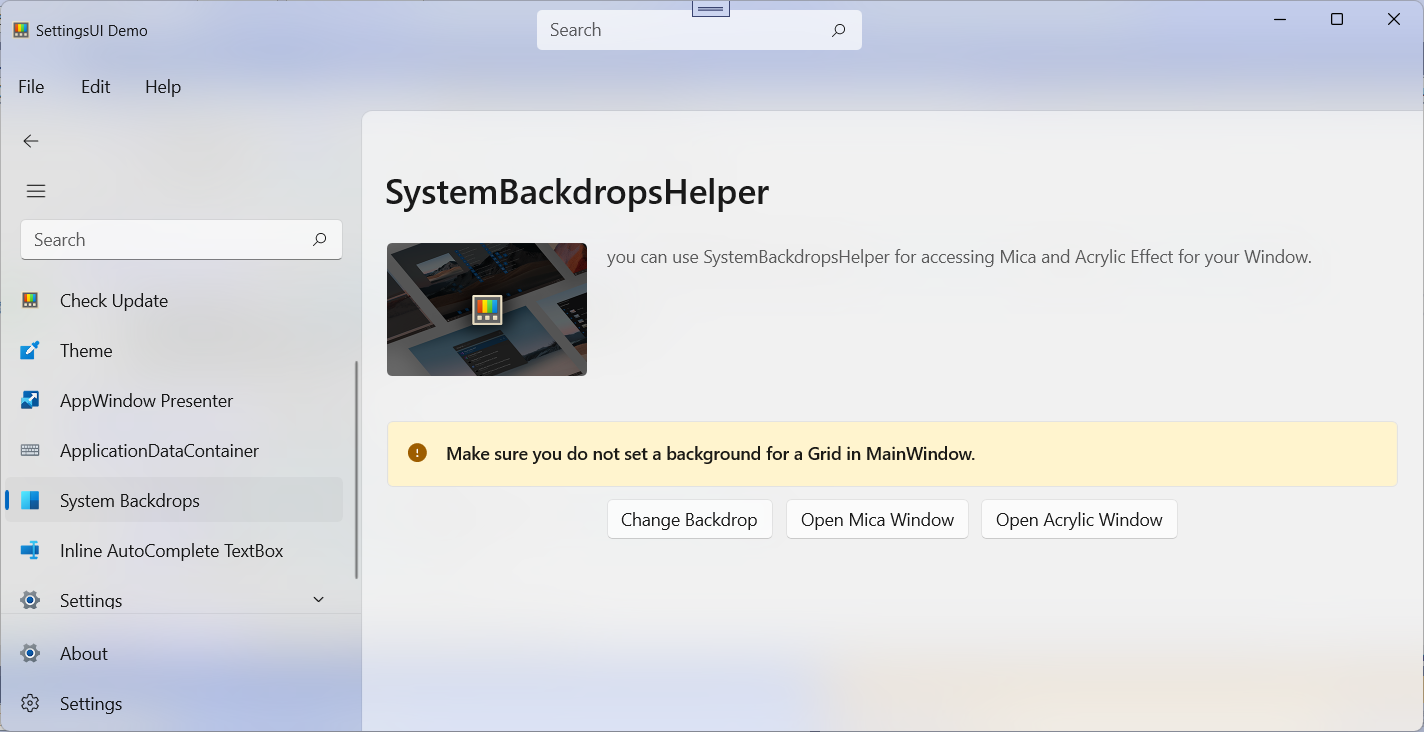 SettingsUI Demo
Search
File Edit Help
Search
Check Update
Theme
AppWindow Presenter
ApplicationDataContainer
System Backdrops
Inline AutoComplete TextBox
Settings
About
Settings
SystemBackdropsHelper
you can use SystemBackdropsHelper for accessing Mica and Acrylic Effect for your Window.
Make sure you do not set a background for a Grid in MainWindow.
Change Backdrop Open Mica Window Open Acrylic Window